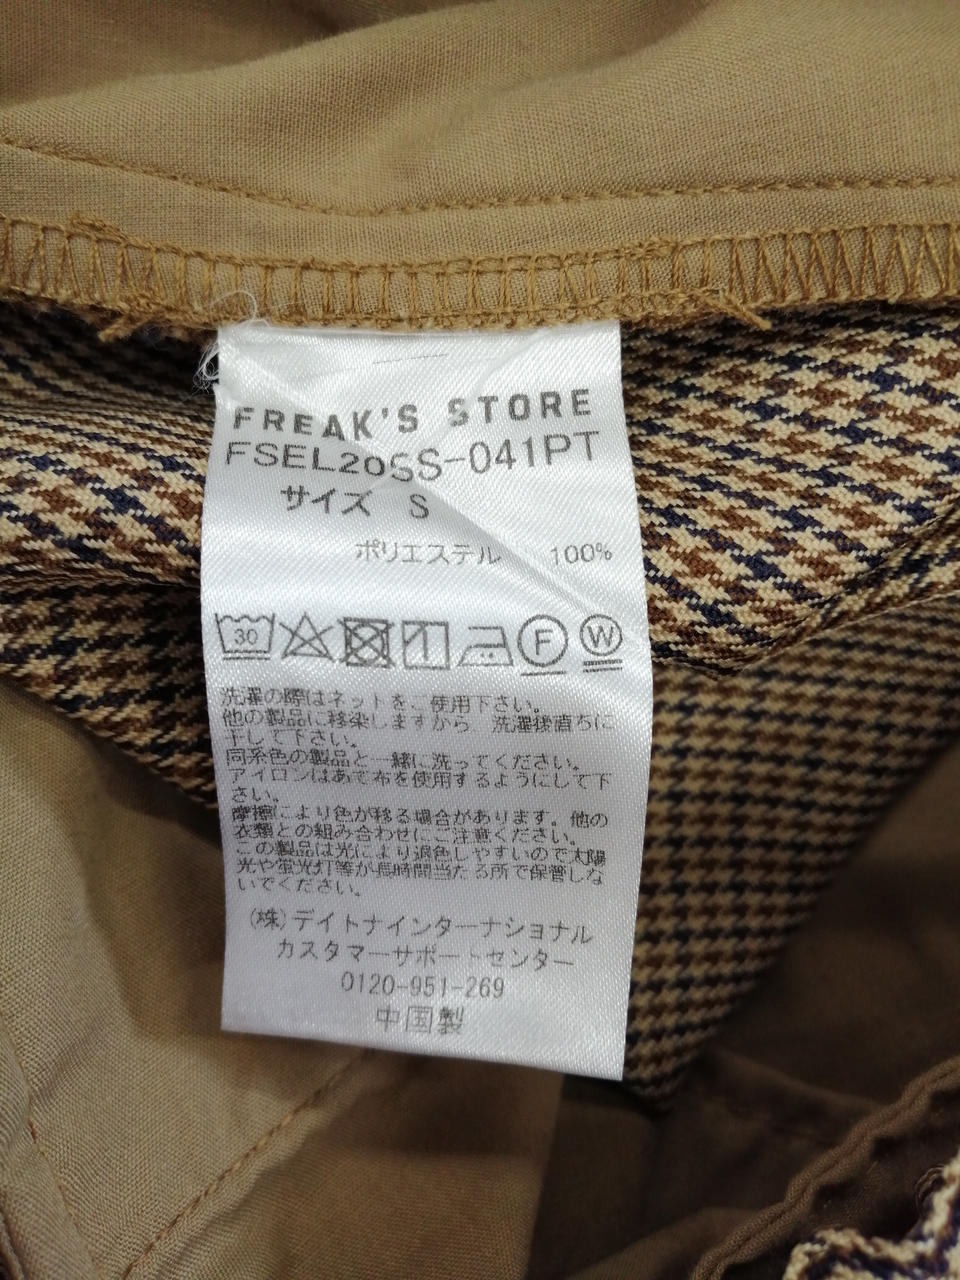 FREAK'S STORE
FSEL20SS-041PT
サイズ S
ポリエステル 100%
30 F W
洗濯の際はネットをご使用下さい。
他の製品に移染しますから、洗濯後直ちに
干して下さい。
同系色の製品と一緒に洗ってください。
アイロンはあて布を使用するようにして下
さい。
摩擦により色が移る場合があります。他の
衣類との組み合わせにご注意ください。
この製品は光により退色しやすいので太陽
光や蛍光灯等が長時間当たる所で保管しな
いでください。
(株)デイトナインターナショナル
カスタマーサポートセンター
0120-951-269
中国製